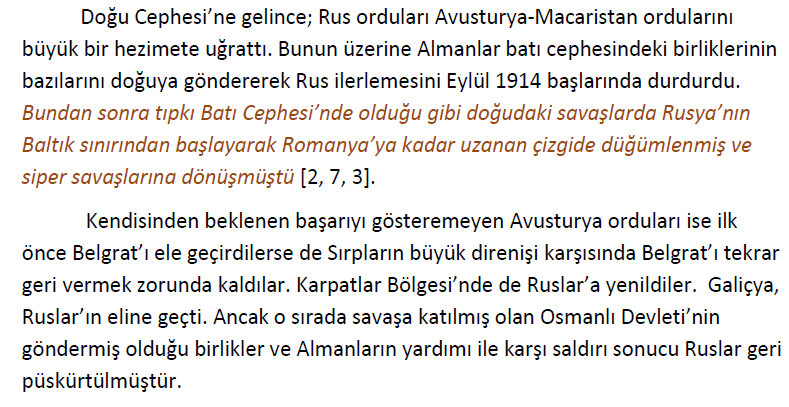 Doğu Cephesi’ne gelince; Rus orduları Avusturya-Macaristan ordularını
büyük bir hezimete uğrattı. Bunun üzerine Almanlar batı cephesindeki birliklerinin
bazılarını doğuya göndererek Rus ilerlemesini Eylül 1914 başlarında durdurdu.
Bundan sonra tıpkı Batı Cephesi’nde olduğu gibi doğudaki savaşlarda Rusya’nın
Baltık sınırından başlayarak Romanya’ya kadar uzanan çizgide düğümlenmiş ve
siper savaşlarına dönüşmüştü [2, 7, 3].
Kendisinden beklenen başarıyı gösteremeyen Avusturya orduları ise ilk
önce Belgrat’ı ele geçirdilerse de Sırpların büyük direnişi karşısında Belgrat’ı tekrar
geri vermek zorunda kaldılar. Karpatlar Bölgesi’nde de Ruslar’a yenildiler. Galiçya,
Ruslar’ın eline geçti. Ancak o sırada savaşa katılmış olan Osmanlı Devleti’nin
göndermiş olduğu birlikler ve Almanların yardımı ile karşı saldırı sonucu Ruslar geri
püskürtülmüştür.